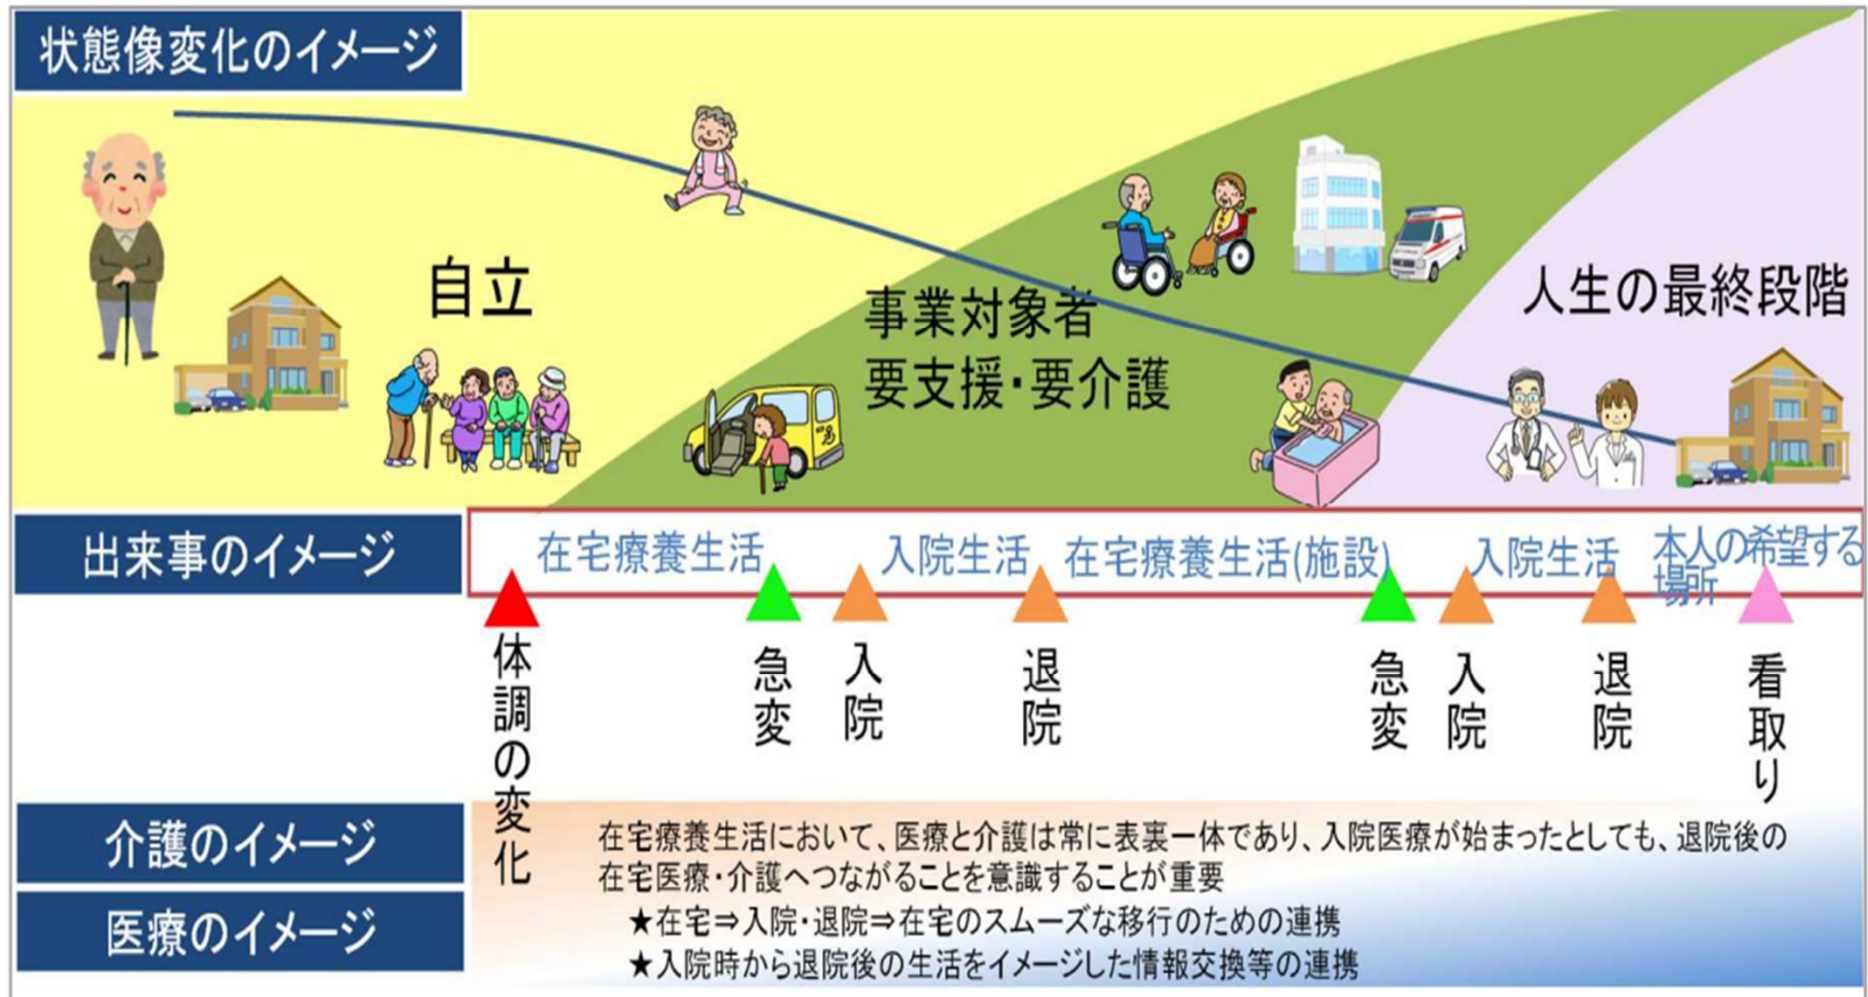 状態像変化のイメージ
自立
事業対象者
要支援・要介護
人生の最終段階
出来事のイメージ
在宅療養生活
入院生活
在宅療養生活(施設)
入院生活
本人の希望する
場所
体調の変化
急変
入院
退院
急変
入院
退院
看取り
介護のイメージ
医療のイメージ
在宅療養生活において、医療と介護は常に表裏一体であり、入院医療が始まったとしても、退院後の
在宅医療・介護へつながることを意識することが重要
★在宅⇒入院・退院⇒在宅のスムーズな移行のための連携
★入院時から退院後の生活をイメージした情報交換等の連携